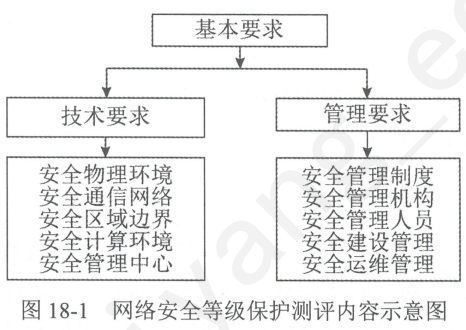 基本要求
技术要求
管理要求
安全物理环境
安全通信网络
安全区域边界
安全计算环境
安全管理中心
安全管理制度
安全管理机构
安全管理人员
安全建设管理
安全运维管理
图 18-1 网络安全等级保护测评内容示意图